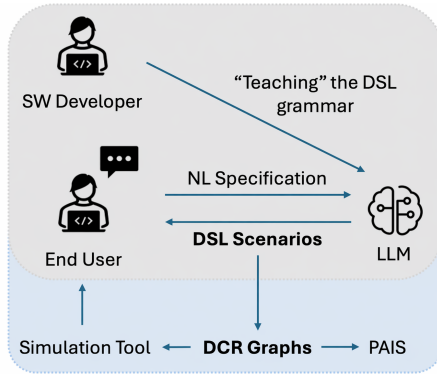 SW Developer
“Teaching” the DSL
grammar
</>
NL Specification
</>
DSL Scenarios
End User
LLM
Simulation Tool
DCR Graphs
PAIS